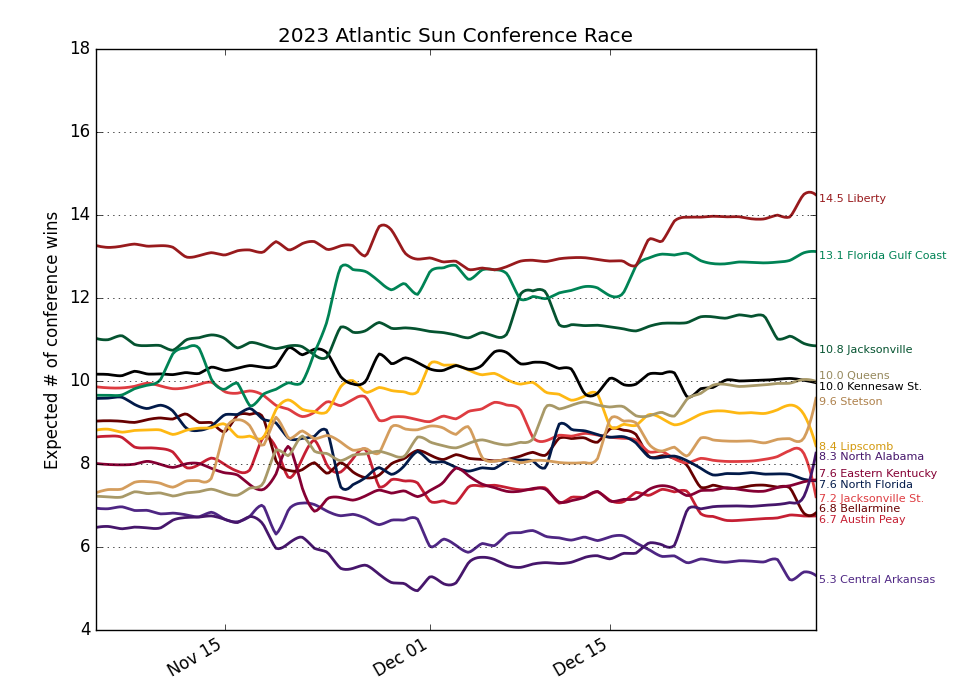 2023 Atlantic Sun Conference Race
Expected # of conference wins
18
16
14
12
10
8
6
4
Nov 15
Dec 01
Dec 15
14.5 Liberty
13.1 Florida Gulf Coast
10.8 Jacksonville
10.0 Queens
10.0 Kennesaw St.
9.6 Stetson
8.4 Lipscomb
8.3 North Alabama
7.6 Eastern Kentucky
7.6 North Florida
7.2 Jacksonville St.
6.8 Bellarmine
6.7 Austin Peay
5.3 Central Arkansas